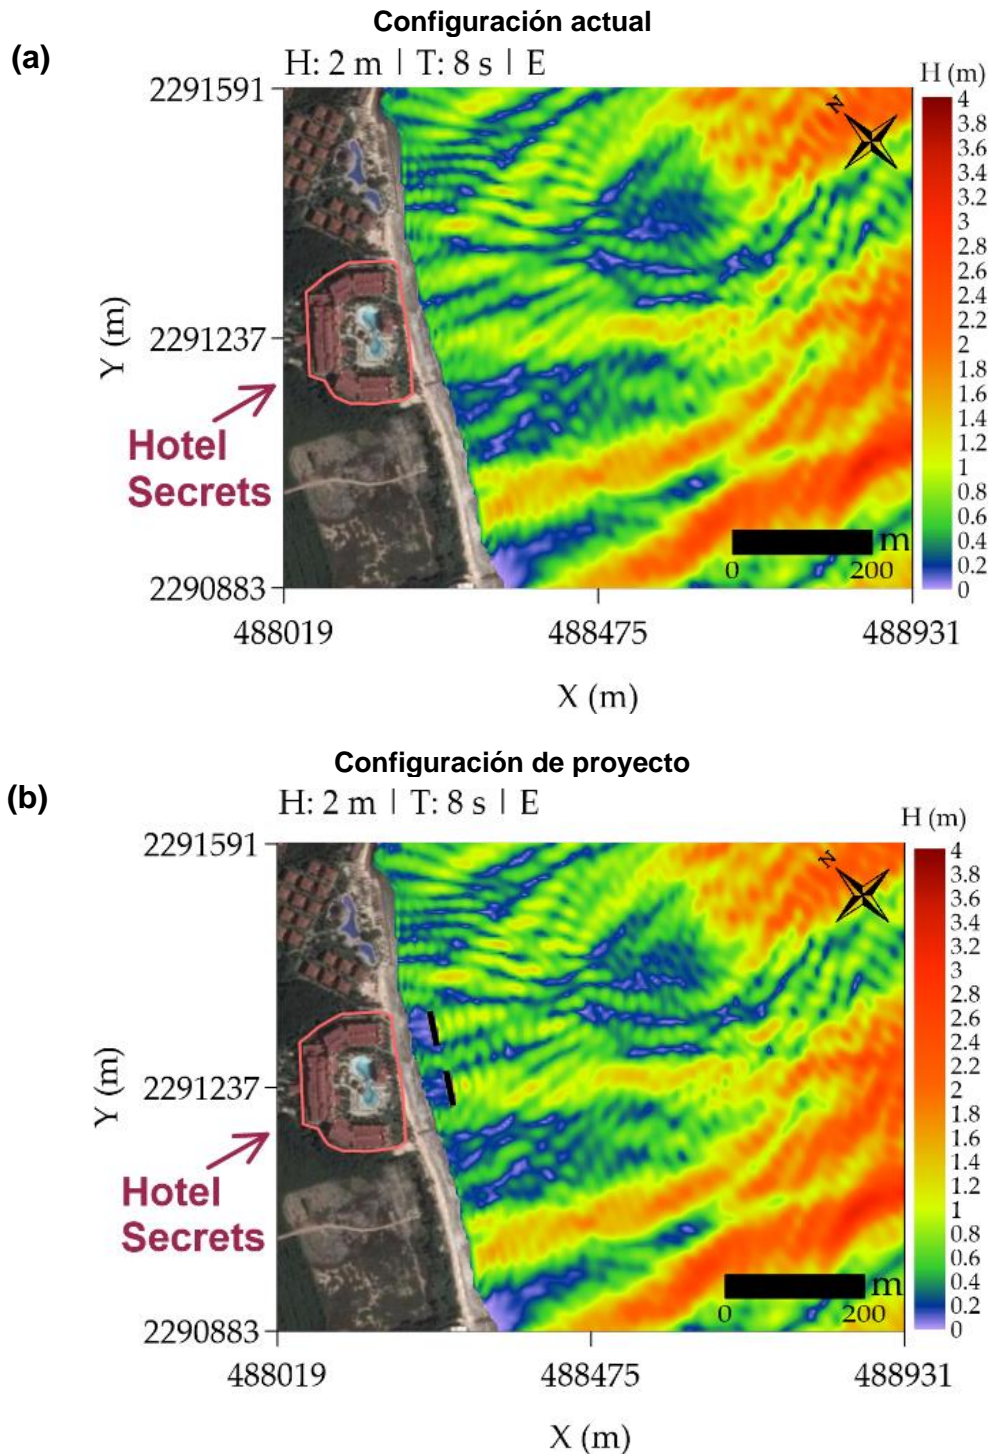 Configuración actual
(a)
H: 2 m | T: 8 s | E
H (m)
2291591
N
4
3.8
3.6
3.4
3.2
3
2.8
2.6
2.4
2.2
2
1.8
1.6
1.4
1.2
1
0.8
0.6
0.4
0.2
0
Y (m)
2291237
Hotel
Secrets
m
0 200
2290883
488019 488475 488931
X (m)
Configuración de proyecto
(b)
H: 2 m | T: 8 s | E
H (m)
2291591
N
4
3.8
3.6
3.4
3.2
3
2.8
2.6
2.4
2.2
2
1.8
1.6
1.4
1.2
1
0.8
0.6
0.4
0.2
0
Y (m)
2291237
Hotel
Secrets
m
0 200
2290883
488019 488475 488931
X (m)